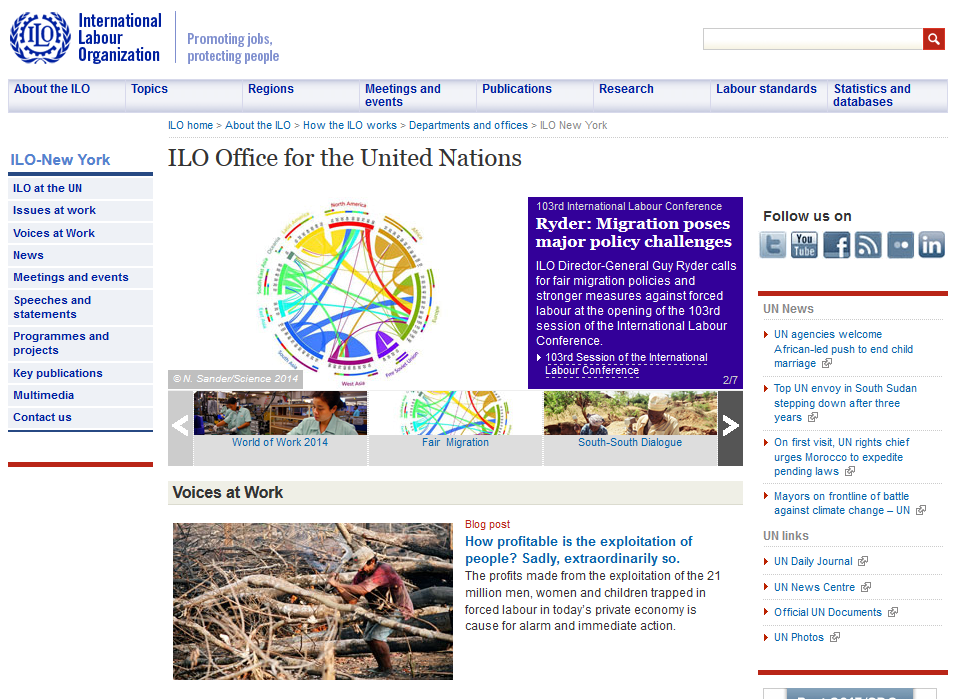 International
Labour
Organization
Promoting jobs,
protecting people
ILO
About the ILO
Topics
Regions
Meetings and
events
Publications
Research
Labour standards
Statistics and
databases
ILO home > About the ILO > How the ILO works > Departments and offices > ILO New York
ILO-New York
ILO at the UN
Issues at work
Voices at Work
News
Meetings and events
Speeches and
statements
Programmes and
projects
Key publications
Multimedia
Contact us
ILO Office for the United Nations
North America
Africa
Europe
Fmr Soviet Union
West Asia
South Asia
South-East Asia
Oceania
Latin America
© N. Sander/Science 2014
103rd International Labour Conference
Ryder: Migration poses
major policy challenges
ILO Director-General Guy Ryder calls
for fair migration policies and
stronger measures against forced
labour at the opening of the 103rd
session of the International Labour
Conference.
103rd Session of the International
Labour Conference
2/7
World of Work 2014
Fair Migration
South-South Dialogue
Voices at Work
Blog post
How profitable is the exploitation of
people? Sadly, extraordinarily so.
The profits made from the exploitation of the 21
million men, women and children trapped in
forced labour in today's private economy is
cause for alarm and immediate action.
Follow us on
t
You
Tube
f
in
UN News
UN agencies welcome
African-led push to end child
marriage
Top UN envoy in South Sudan
stepping down after three
years
On first visit, UN rights chief
urges Morocco to expedite
pending laws
Mayors on frontline of battle
against climate change – UN
UN links
UN Daily Journal
UN News Centre
Official UN Documents
UN Photos